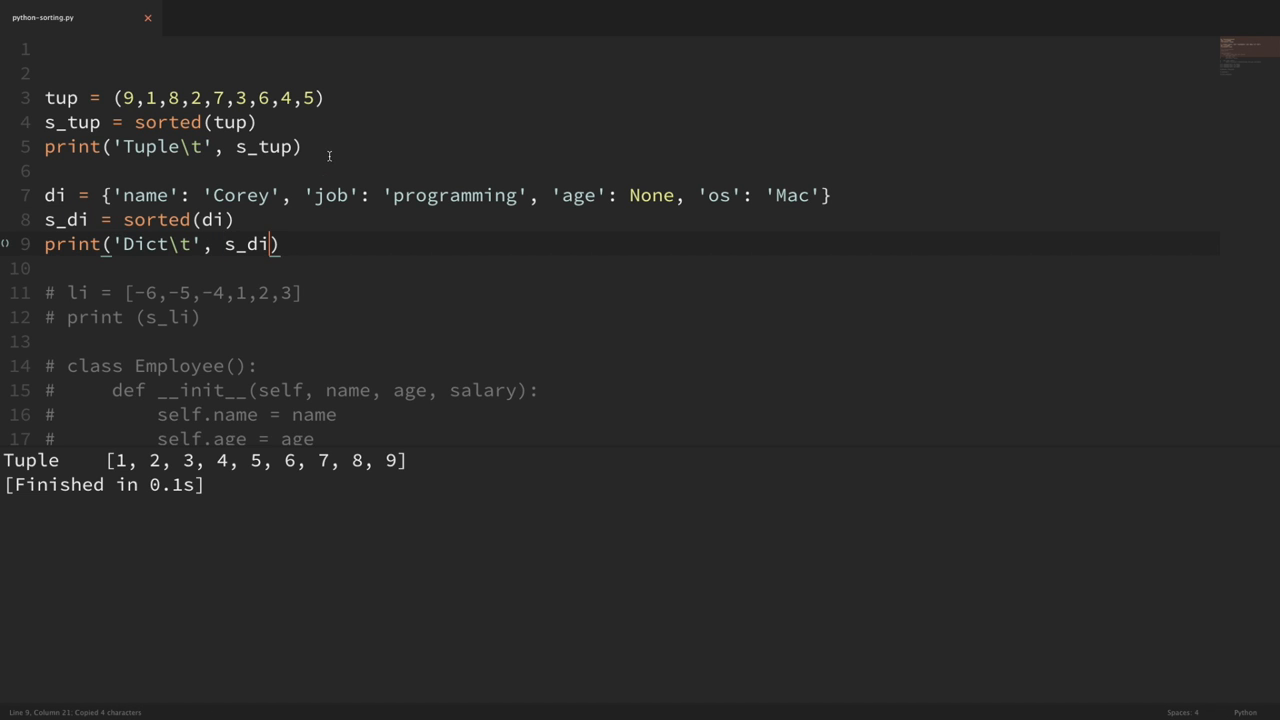 python-sorting.py ×
1
2
3 tup = (9,1,8,2,7,3,6,4,5)
4 s_tup = sorted(tup)
5 print('Tuple\t', s_tup)
6
7 di = {'name': 'Corey', 'job': 'programming', 'age': None, 'os': 'Mac'}
8 s_di = sorted(di)
() 9 print('Dict\t', s_di)
10
11 # li = [-6,-5,-4,1,2,3]
12 # print (s_li)
13
14 # class Employee():
15 #     def __init__(self, name, age, salary):
16 #         self.name = name
17 #         self.age = age
Tuple    [1, 2, 3, 4, 5, 6, 7, 8, 9]
[Finished in 0.1s]
Line 9, Column 21; Copied 4 characters Spaces: 4 Python